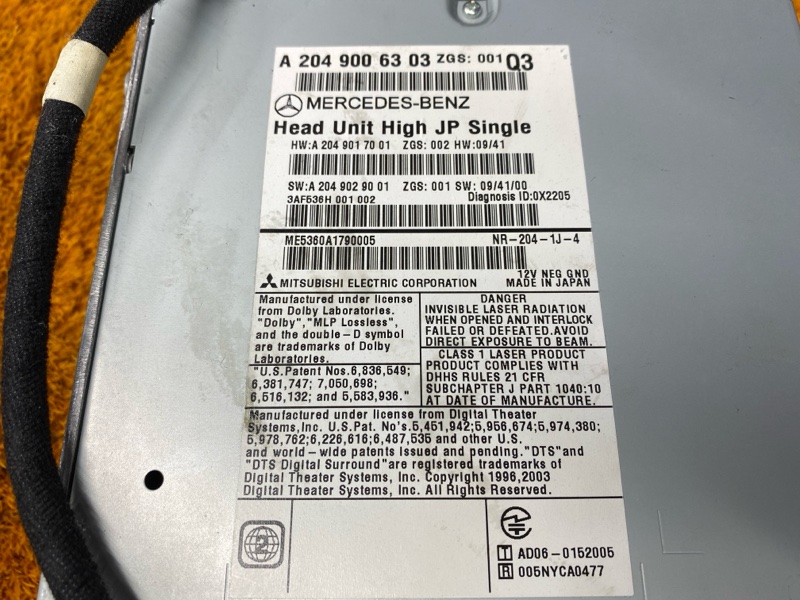 A 204 900 63 03 ZGS: 001 Q3
MERCEDES-BENZ
Head Unit High JP Single
HW:A 204 901 70 01 ZGS: 002 HW:09/41
SW:A 204 902 90 01 ZGS: 001 SW: 09/41/00
3AF536H 001 002 Diagnosis ID:0X2205
ME5360A1790005 NR-204-1J-4
MITSUBISHI ELECTRIC CORPORATION
12V NEG GND
MADE IN JAPAN
Manufactured under license
from Dolby Laboratories.
"Dolby","MLP Lossless",
and the double-D symbol
are trademarks of Dolby
Laboratories.
"U.S.Patent Nos.6,836,549;
6,381,747; 7,050,698;
6,516,132; and 5,583,936."
DANGER
INVISIBLE LASER RADIATION
WHEN OPENED AND INTERLOCK
FAILED OR DEFEATED.AVOID
DIRECT EXPOSURE TO BEAM.
CLASS 1 LASER PRODUCT
PRODUCT COMPLIES WITH
DHHS RULES 21 CFR
SUBCHAPTER J PART 1040:10
AT DATE OF MANUFACTURE.
Manufactured under license from Digital Theater
Systems,Inc. U.S.Pat. No's.5,451,942;5,956,674;5,974,380;
5,978,762;6,226,616;6,487,535 and other U.S.
and world-wide patents issued and pending. "DTS"and
"DTS Digital Surround"are registered trademarks of
Digital Theater Systems, Inc. Copyright 1996,2003
Digital Theater Systems, Inc. All Rights Reserved.
2
T AD06-0152005
R 005NYCA0477